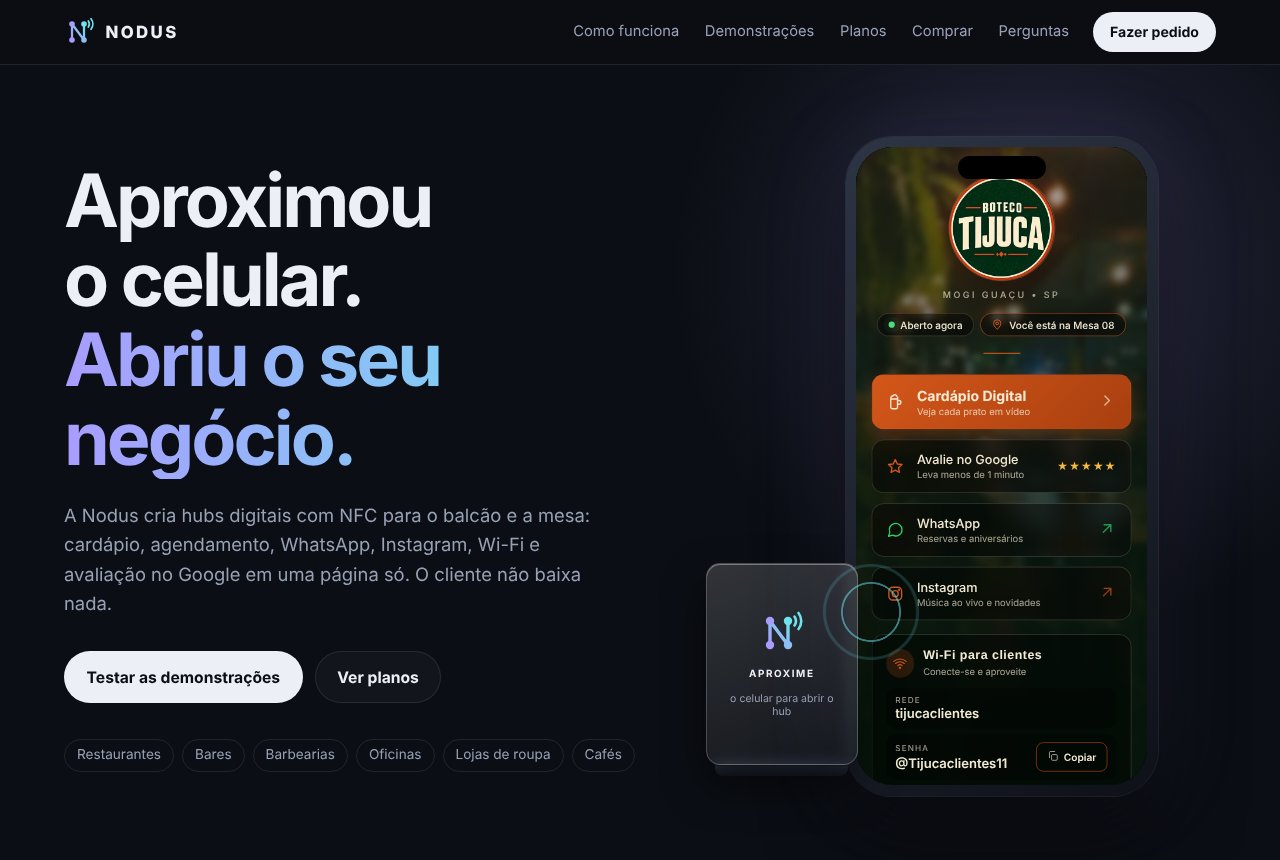 NODUS
Como funciona
Demonstrações
Planos
Comprar
Perguntas
Fazer pedido
Aproximou
o celular.
Abriu o seu
negócio.
A Nodus cria hubs digitais com NFC para o balcão e a mesa:
cardápio, agendamento, WhatsApp, Instagram, Wi-Fi e
avaliação no Google em uma página só. O cliente não baixa
nada.
Testar as demonstrações
Ver planos
Restaurantes
Bares
Barbearias
Oficinas
Lojas de roupa
Cafés
APROXIME
o celular para abrir o
hub
BOTECO
TIJUCA
MOGI GUAÇU • SP
Aberto agora
Você está na Mesa 08
Cardápio Digital
Veja cada prato em vídeo
Avalie no Google
Leva menos de 1 minuto
★★★★★
WhatsApp
Reservas e aniversários
Instagram
Música ao vivo e novidades
Wi-Fi para clientes
Conecte-se e aproveite
REDE
tijucaclientes
SENHA
@Tijucaclientes11
Copiar